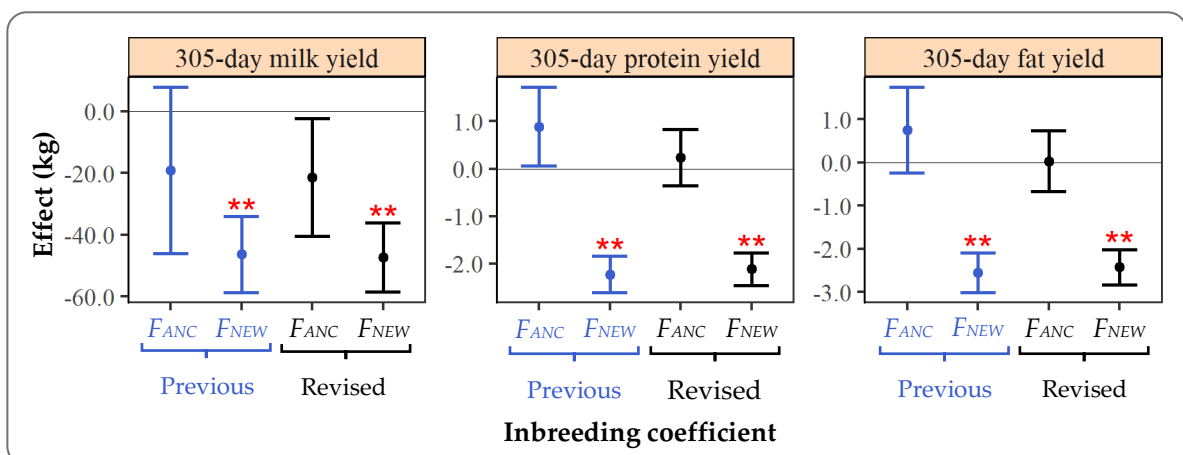 305-day milk yield
305-day protein yield
305-day fat yield
Effect (kg)
0.0
-20.0
-40.0
-60.0
**
**
1.0
0.0
-1.0
-2.0
**
**
1.0
0.0
-1.0
-2.0
-3.0
**
**
FANC FNEW FANC FNEW
FANC FNEW FANC FNEW
FANC FNEW FANC FNEW
Previous Revised
Previous Revised
Previous Revised
Inbreeding coefficient